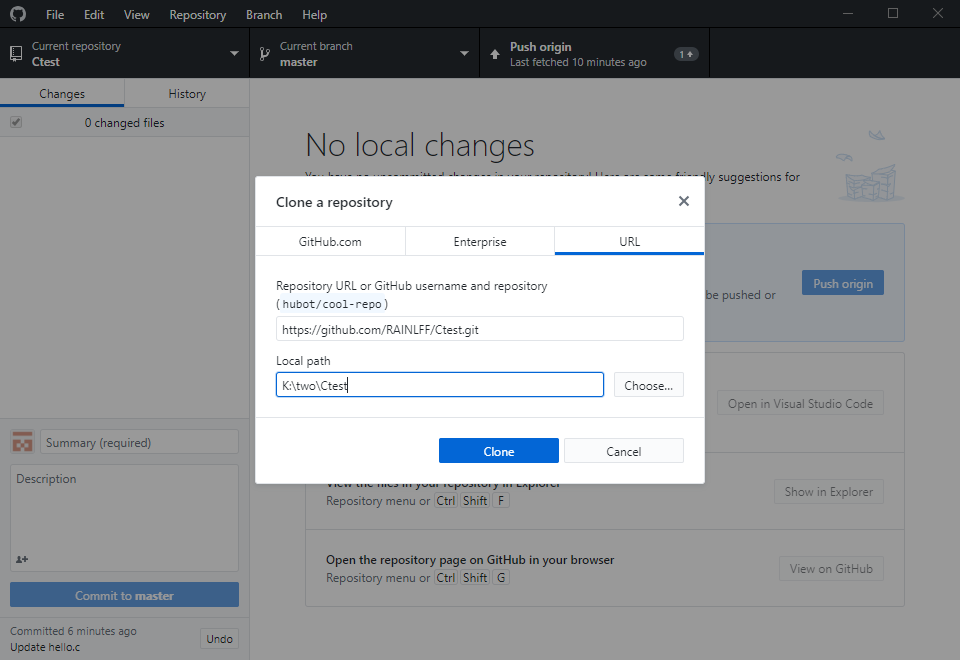 File Edit View Repository Branch Help
Current repository
Ctest
Current branch
master
Push origin
Last fetched 10 minutes ago
1
Changes History
0 changed files
No local changes
You have no uncommitted changes in your repository! Here are some friendly suggestions for
Clone a repository
GitHub.com Enterprise URL
Repository URL or GitHub username and repository
(hubot/cool-repo)
https://github.com/RAINLFF/Ctest.git
Local path
K:\two\Ctest
Choose...
Clone Cancel
be pushed or
Push origin
Open in Visual Studio Code
View the files in your repository in Explorer
Repository menu or Ctrl Shift F
Show in Explorer
Open the repository page on GitHub in your browser
Repository menu or Ctrl Shift G
View on GitHub
Summary (required)
Description
Commit to master
Committed 6 minutes ago
Update hello.c
Undo